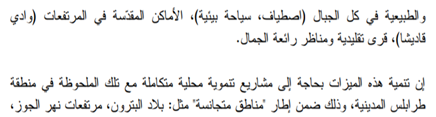 والطبيعية في كل الجبال (اصطياف، سياحة بيئية)، الأماكن المقدّسة في المرتفعات (وادي
قاديشا)، قرى تقليدية ومناظر رائعة الجمال.
إن تنمية هذه الميزات بحاجة إلى مشاريع تنموية محلية متكاملة مع تلك الملحوظة في منطقة
طرابلس المدينية، وذلك ضمن إطار "مناطق متجانسة" مثل: بلاد البترون، مرتفعات نهر الجوز،